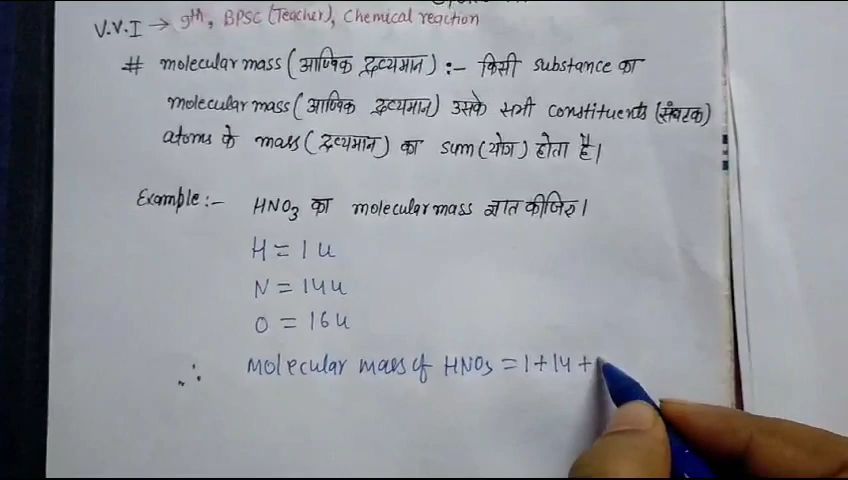 V.V.I → 9th, BPSC (Teacher), Chemical reaction
# molecular mass (आण्विक द्रव्यमान) :- किसी substance का
molecular mass (आण्विक द्रव्यमान) उसके सभी constituents (संघटक)
atoms के mass (द्रव्यमान) का sum (योग) होता है।
Example :- HNO3 का molecular mass ज्ञात कीजिए।
H = 1 u
N = 14u
O = 16u
∴ Molecular mass of HNO3 = 1 + 14 +